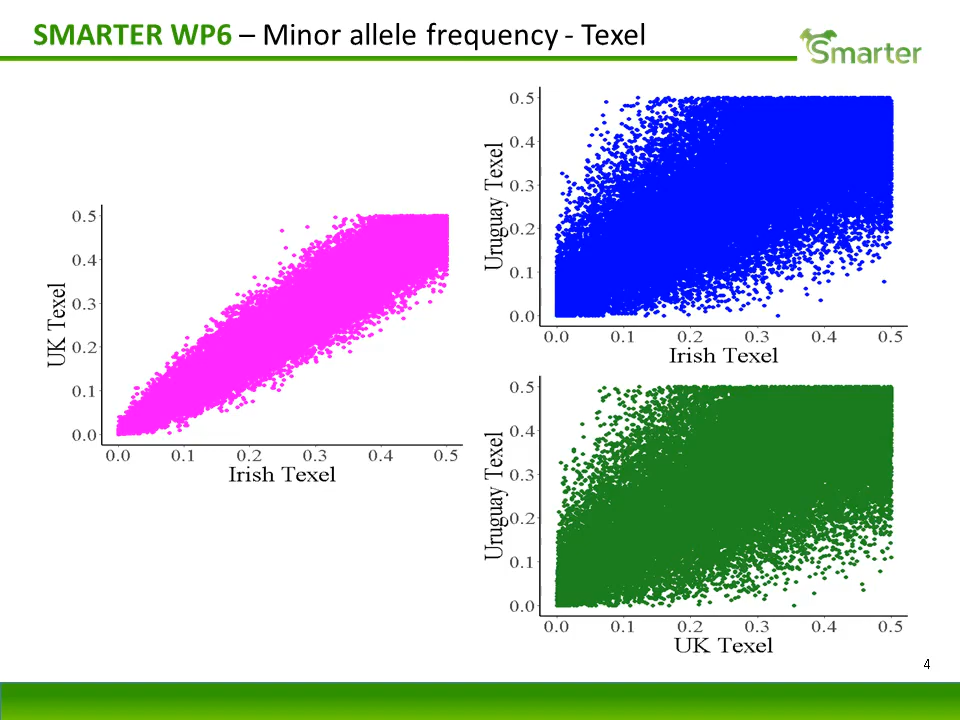 SMARTER WP6 – Minor allele frequency - Texel
Smarter
UK Texel
0.5
0.4
0.3
0.2
0.1
0.0
0.0 0.1 0.2 0.3 0.4 0.5
Irish Texel
Uruguay Texel
0.5
0.4
0.3
0.2
0.1
0.0
0.0 0.1 0.2 0.3 0.4 0.5
Irish Texel
Uruguay Texel
0.5
0.4
0.3
0.2
0.1
0.0
0.0 0.1 0.2 0.3 0.4 0.5
UK Texel
4